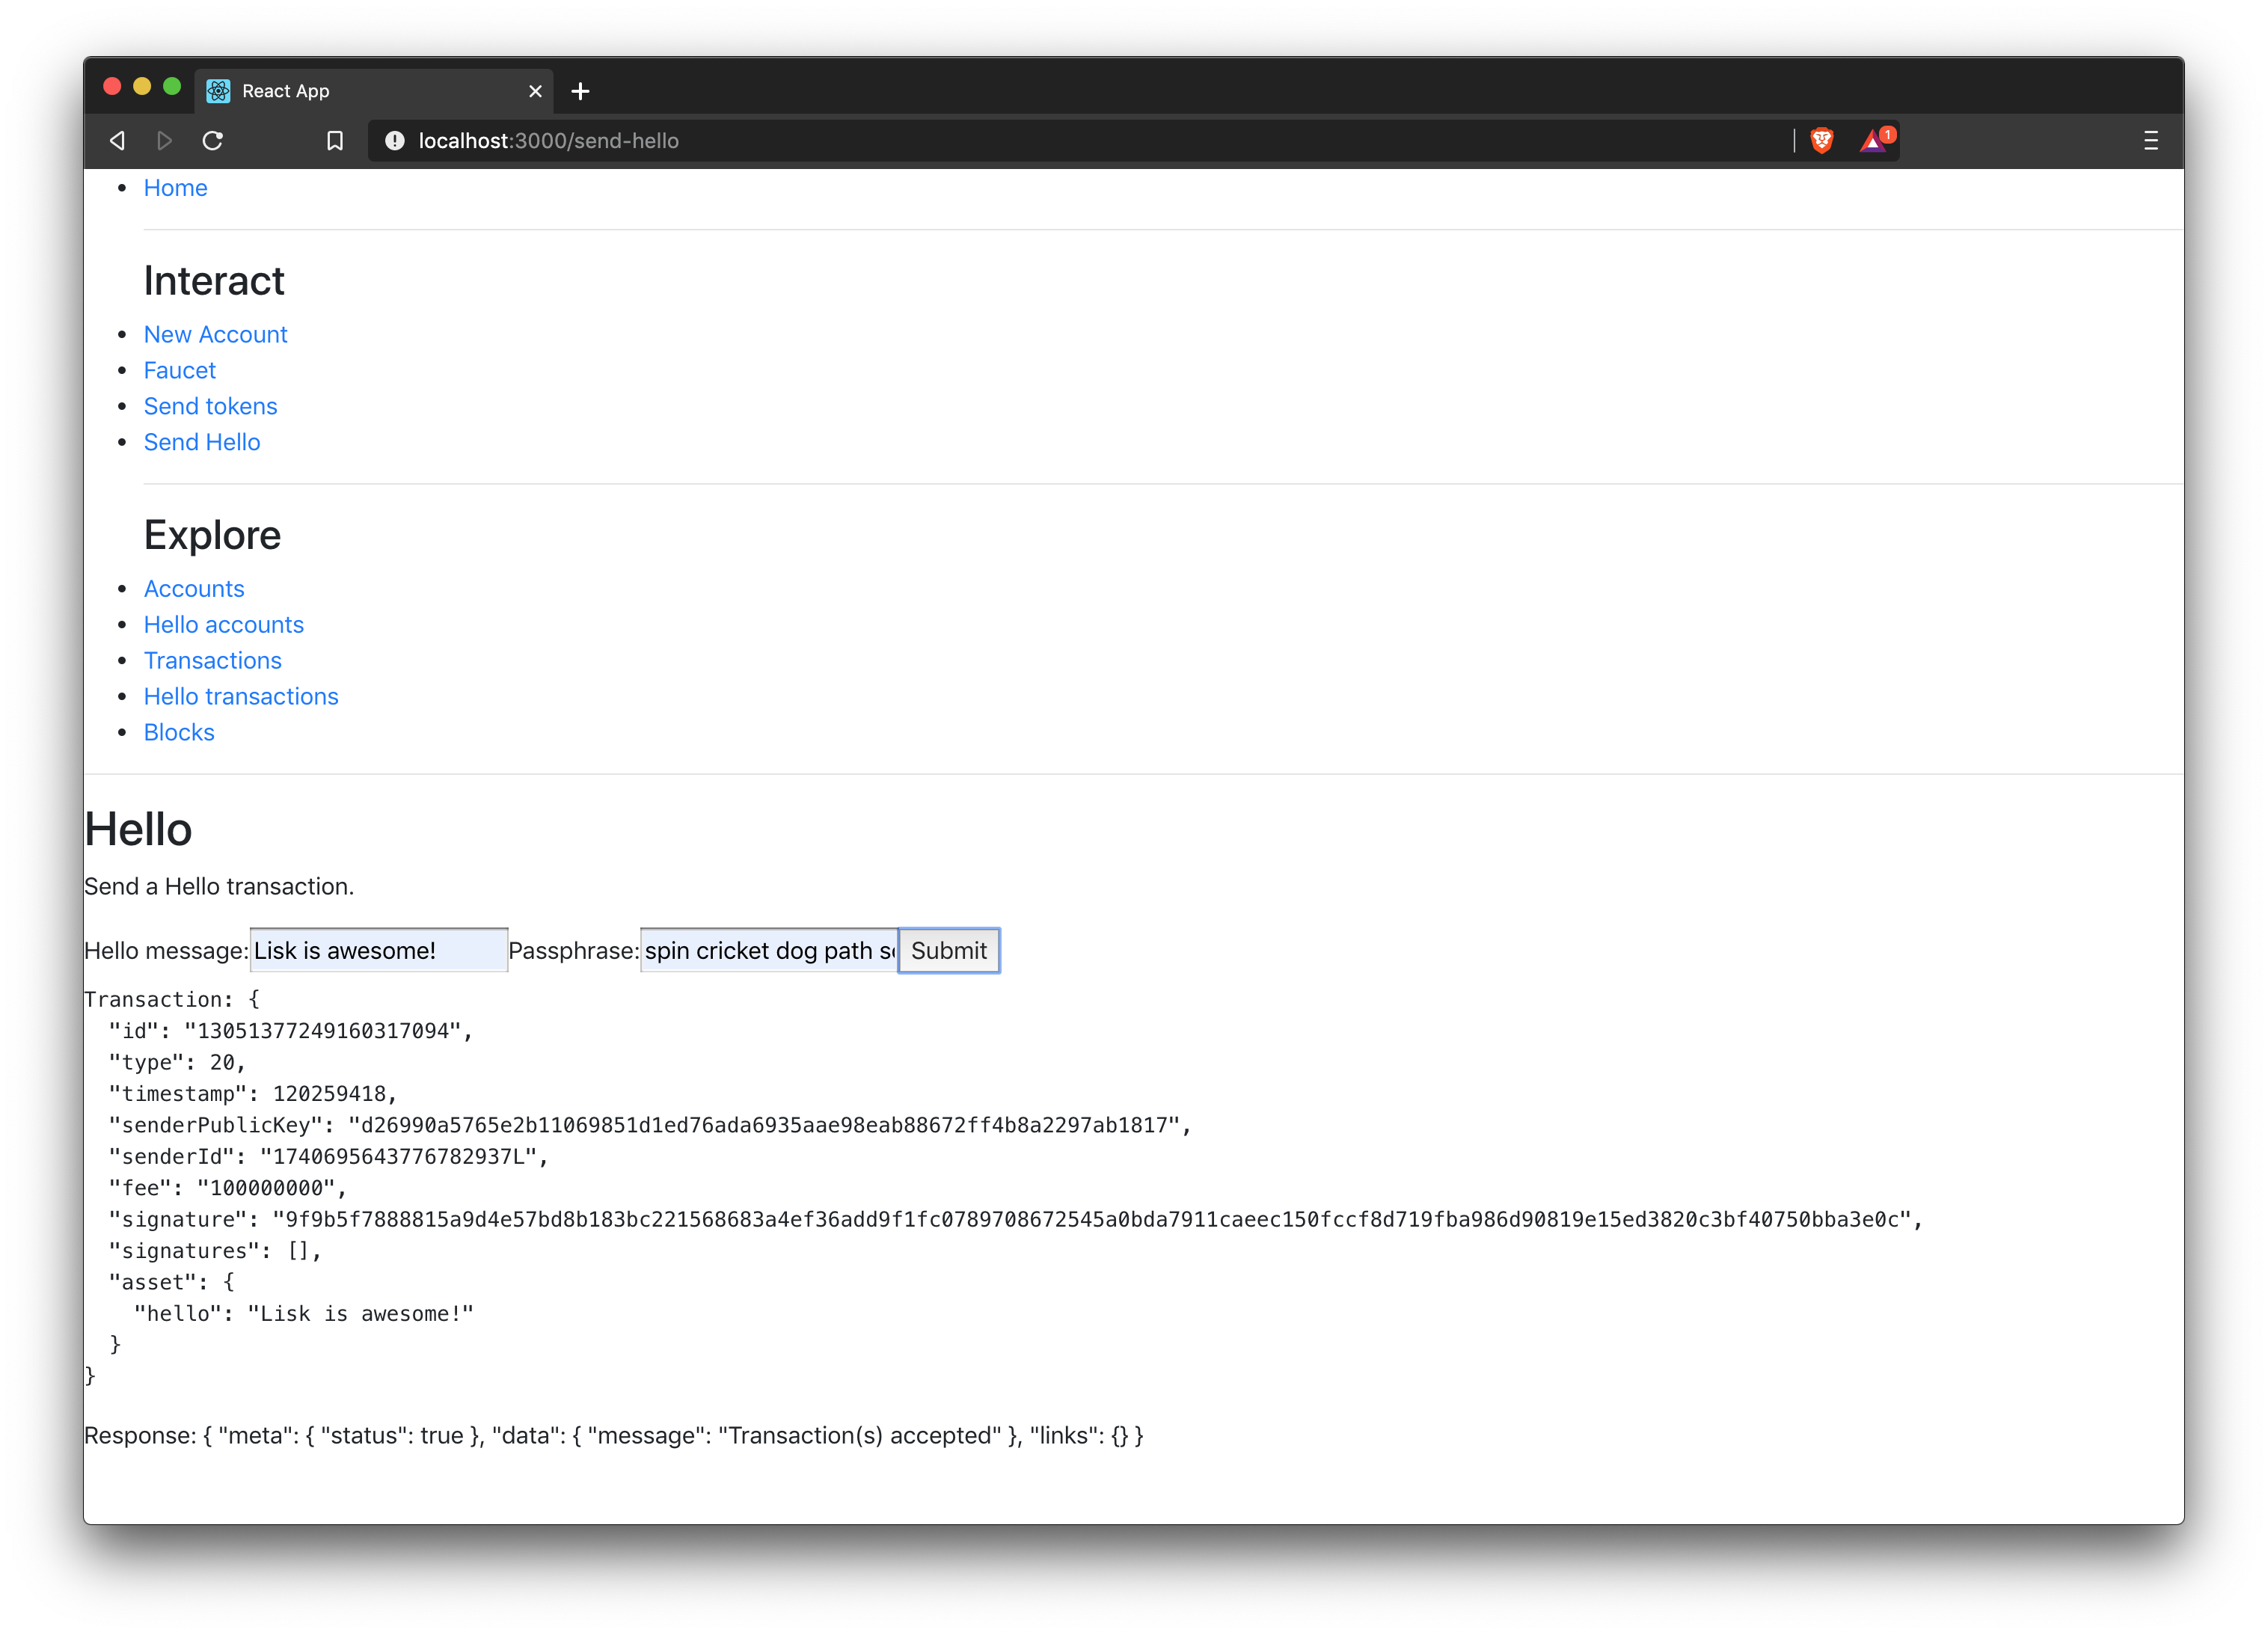 React App
localhost:3000/send-hello
1
Home
Interact
New Account
Faucet
Send tokens
Send Hello
Explore
Accounts
Hello accounts
Transactions
Hello transactions
Blocks
Hello
Send a Hello transaction.
Hello message: Lisk is awesome! Passphrase: spin cricket dog path Submit
Transaction: {
"id": "13051377249160317094",
"type": 20,
"timestamp": 120259418,
"senderPublicKey": "d26990a5765e2b11069851d1ed76ada6935aae98eab88672ff4b8a2297ab1817",
"senderId": "1740695643776782937L",
"fee": "100000000",
"signature": "9f9b5f7888815a9d4e57bd8b183bc221568683a4ef36add9f1fc0789708672545a0bda7911caeec150fccf8d719fba986d90819e15ed3820c3bf40750bba3e0c",
"signatures": [],
"asset": {
"hello": "Lisk is awesome!"
}
}
Response: { "meta": { "status": true }, "data": { "message": "Transaction(s) accepted" }, "links": {} }